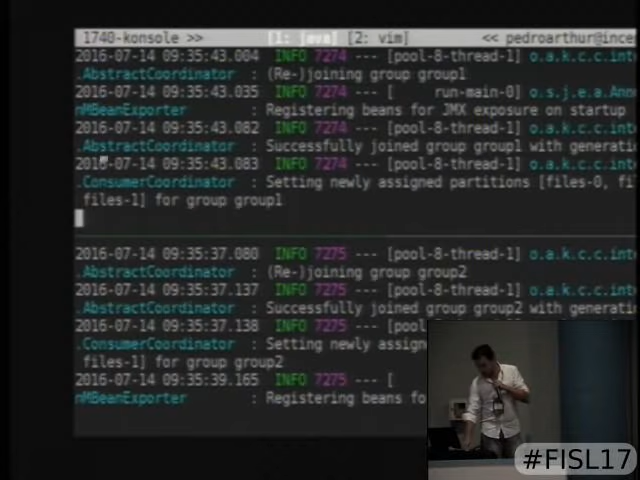 1740-konsole >> [1: [mvn] [2: vim] << pedroarthur@ince
2016-07-14 09:35:43.004 INFO 7274 --- [pool-8-thread-1] o.a.k.c.c.int
.AbstractCoordinator : (Re-)joining group group1
2016-07-14 09:35:43.035 INFO 7274 --- [ run-main-0] o.s.j.e.a.Ann
nMBeanExporter : Registering beans for JMX exposure on startup
2016-07-14 09:35:43.082 INFO 7274 --- [pool-8-thread-1] o.a.k.c.c.int
.AbstractCoordinator : Successfully joined group group1 with generati
2016-07-14 09:35:43.083 INFO 7274 --- [pool-8-thread-1] o.a.k.c.c.int
.ConsumerCoordinator : Setting newly assigned partitions [files-0, fi
files-1] for group group1
2016-07-14 09:35:37.080 INFO 7275 --- [pool-8-thread-1] o.a.k.c.c.int
.AbstractCoordinator : (Re-)joining group group2
2016-07-14 09:35:37.137 INFO 7275 --- [pool-8-thread-1] o.a.k.c.c.int
.AbstractCoordinator : Successfully joined group group2 with generati
2016-07-14 09:35:37.138 INFO 7275 --- [pool
.ConsumerCoordinator : Setting newly assign
files-1] for group group2
2016-07-14 09:35:39.165 INFO 7275 --- [
nMBeanExporter : Registering beans fo
#FISL17